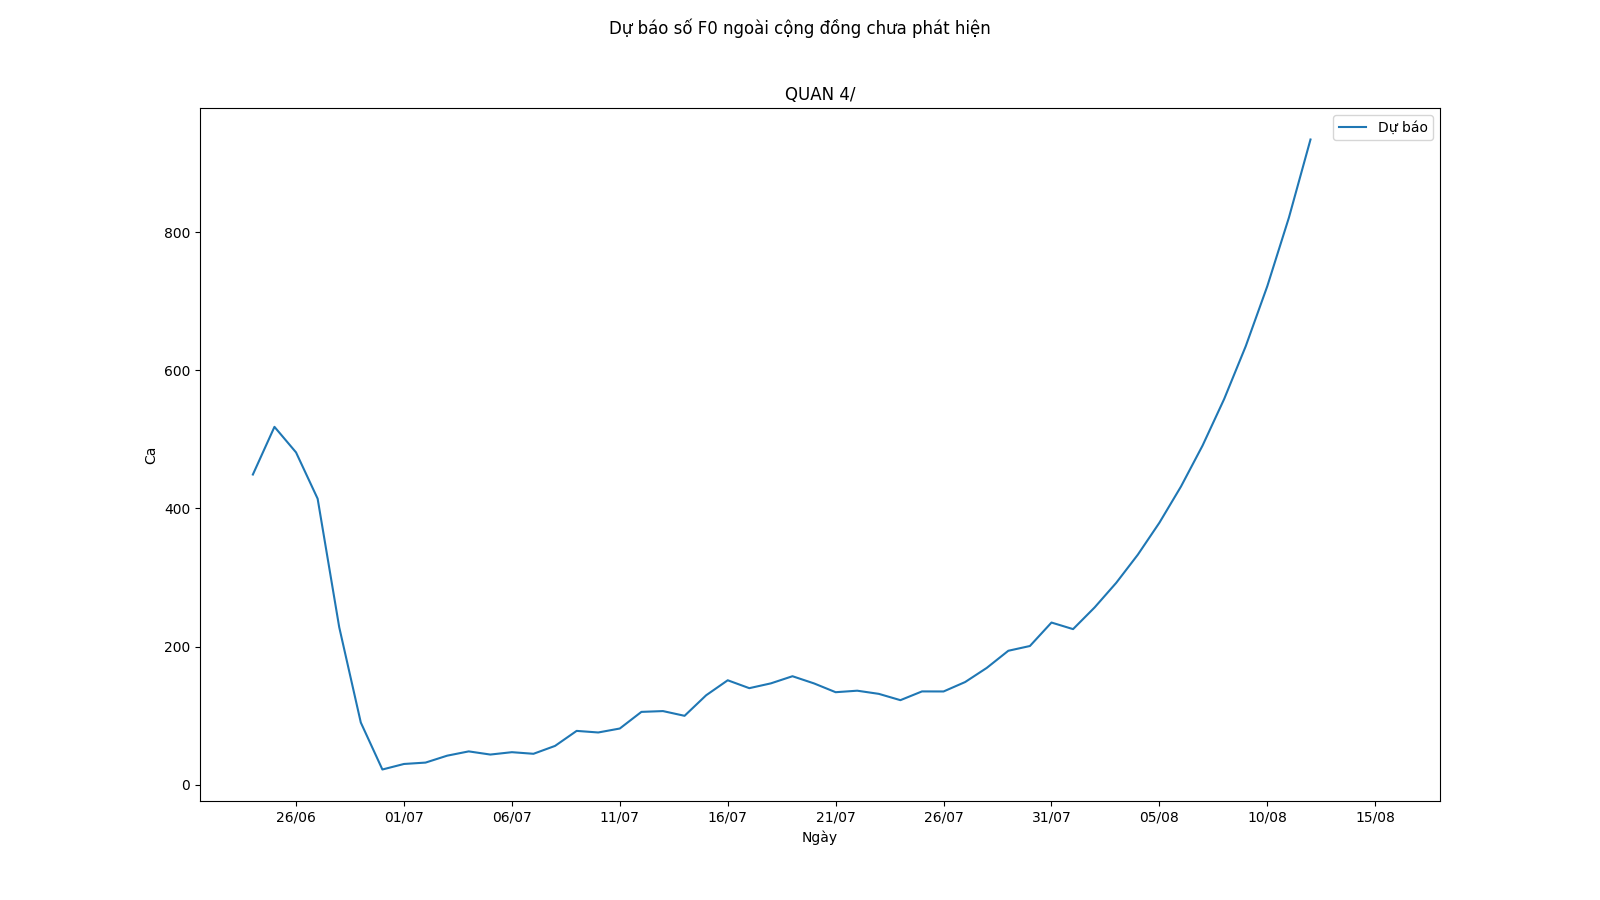 Dự báo số F0 ngoài cộng đồng chưa phát hiện
QUAN 4/
Dự báo
800
600
400
200
0
Ca
26/06 01/07 06/07 11/07 16/07 21/07 26/07 31/07 05/08 10/08 15/08
Ngày